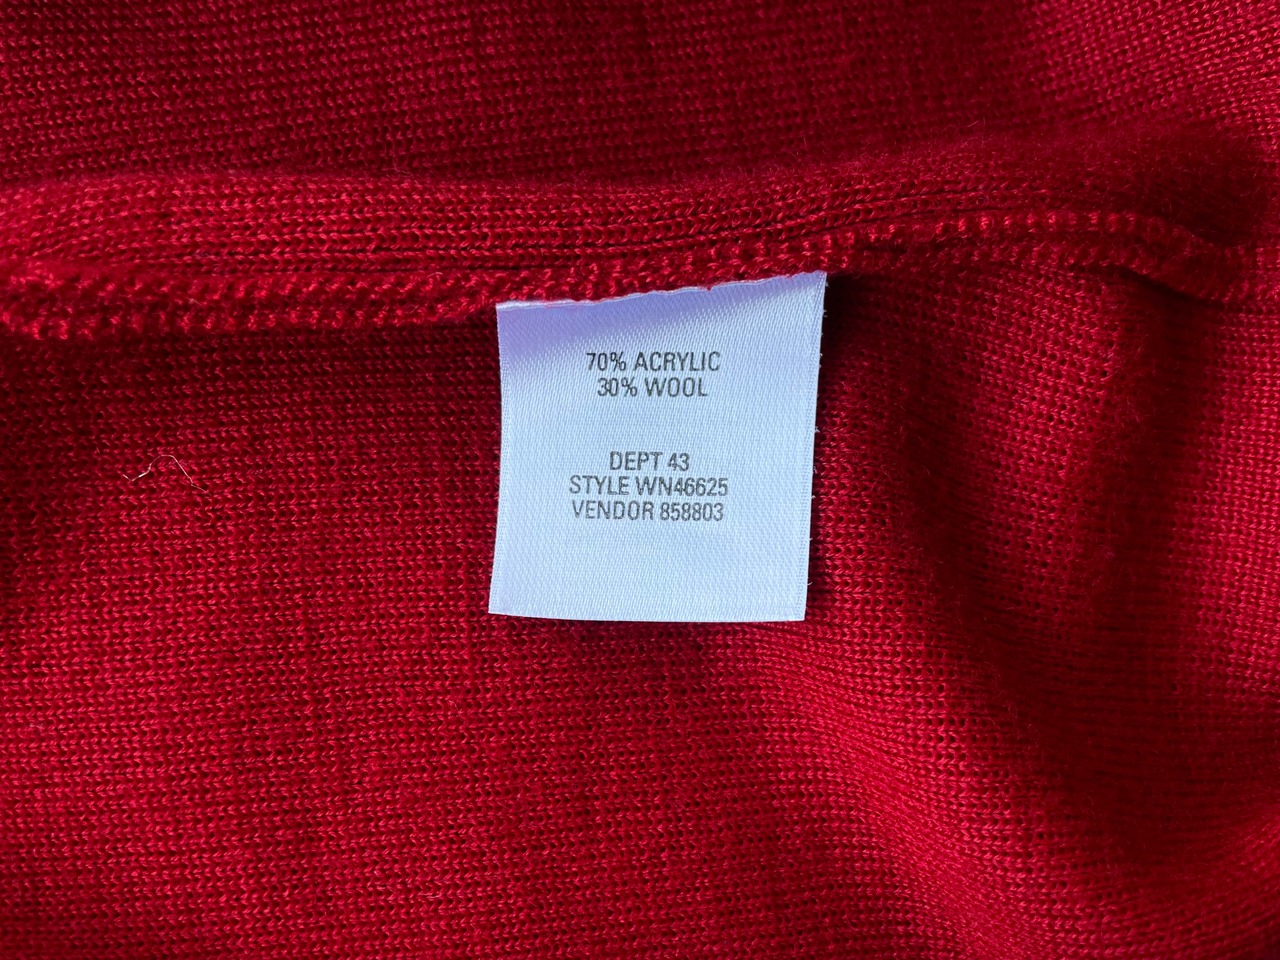 70% ACRYLIC
30% WOOL
DEPT 43
STYLE WN46625
VENDOR 858803